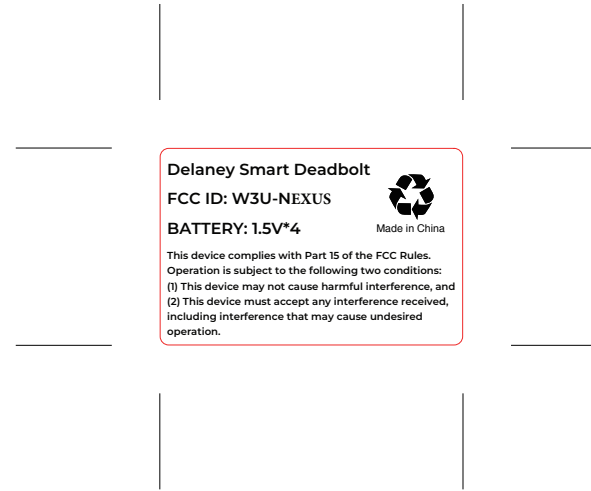 Delaney Smart Deadbolt
FCC ID: W3U-NEXUS
BATTERY: 1.5V*4
Made in China
This device complies with Part 15 of the FCC Rules.
Operation is subject to the following two conditions:
(1) This device may not cause harmful interference, and
(2) This device must accept any interference received,
including interference that may cause undesired
operation.